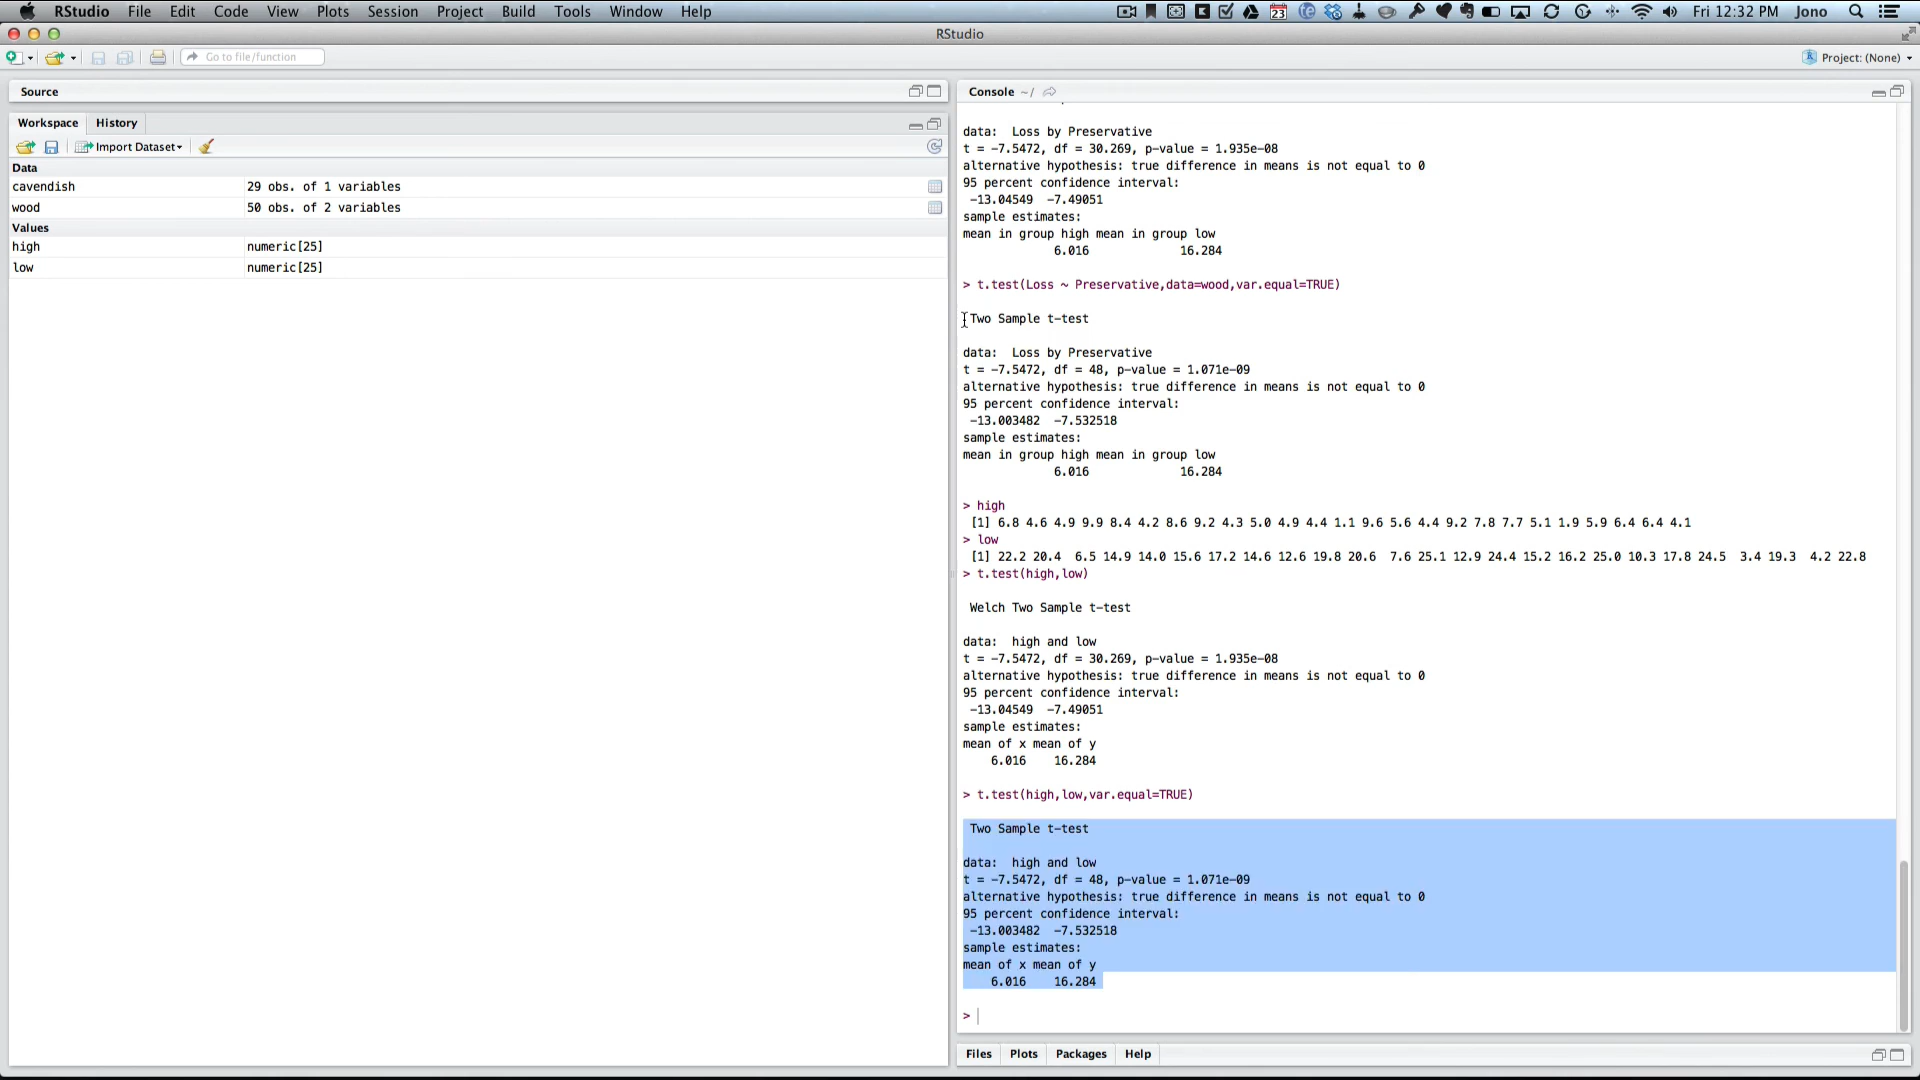 RStudio File Edit Code View Plots Session Project Build Tools Window Help 23 Fri 12:32 PM Jono
RStudio
Go to file/function Project: (None)
Source
Workspace History
Import Dataset
Data
cavendish 29 obs. of 1 variables
wood 50 obs. of 2 variables
Values
high numeric[25]
low numeric[25]
Console ~/
data:  Loss by Preservative
t = -7.5472, df = 30.269, p-value = 1.935e-08
alternative hypothesis: true difference in means is not equal to 0
95 percent confidence interval:
 -13.04549  -7.49051
sample estimates:
mean in group high mean in group low
             6.016             16.284
> t.test(Loss ~ Preservative,data=wood,var.equal=TRUE)
Two Sample t-test
data:  Loss by Preservative
t = -7.5472, df = 48, p-value = 1.071e-09
alternative hypothesis: true difference in means is not equal to 0
95 percent confidence interval:
 -13.003482  -7.532518
sample estimates:
mean in group high mean in group low
             6.016             16.284
> high
 [1] 6.8 4.6 4.9 9.9 8.4 4.2 8.6 9.2 4.3 5.0 4.9 4.4 1.1 9.6 5.6 4.4 9.2 7.8 7.7 5.1 1.9 5.9 6.4 6.4 4.1
> low
 [1] 22.2 20.4  6.5 14.9 14.0 15.6 17.2 14.6 12.6 19.8 20.6  7.6 25.1 12.9 24.4 15.2 16.2 25.0 10.3 17.8 24.5  3.4 19.3  4.2 22.8
> t.test(high,low)
Welch Two Sample t-test
data:  high and low
t = -7.5472, df = 30.269, p-value = 1.935e-08
alternative hypothesis: true difference in means is not equal to 0
95 percent confidence interval:
 -13.04549  -7.49051
sample estimates:
mean of x mean of y
    6.016    16.284
> t.test(high,low,var.equal=TRUE)
Two Sample t-test
data:  high and low
t = -7.5472, df = 48, p-value = 1.071e-09
alternative hypothesis: true difference in means is not equal to 0
95 percent confidence interval:
 -13.003482  -7.532518
sample estimates:
mean of x mean of y
    6.016    16.284
>
Files Plots Packages Help